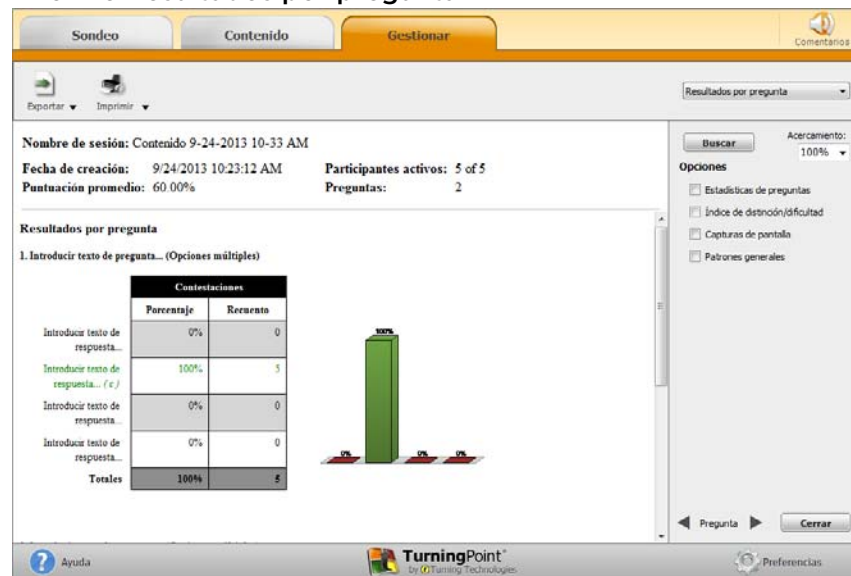 Sondeo
Contenido
Gestionar
Comentarios
Exportar
Imprimir
Resultados por pregunta
Nombre de sesión: Contenido 9-24-2013 10-33 AM
Fecha de creación: 9/24/2013 10:23:12 AM Participantes activos: 5 of 5
Puntuación promedio: 60.00% Preguntas: 2
Buscar
Acercamiento:
100%
Opciones
Estadísticas de preguntas
Índice de distinción/dificultad
Capturas de pantalla
Patrones generales
Resultados por pregunta
1. Introducir texto de pregunta... (Opciones múltiples)
Contestaciones
Porcentaje Recuento
Introducir texto de respuesta... 0% 0
Introducir texto de respuesta... (c) 100% 5
Introducir texto de respuesta... 0% 0
Introducir texto de respuesta... 0% 0
Totales 100% 5
0% 100% 0% 0%
Pregunta
Cerrar
Ayuda
TurningPoint
by Turning Technologies
Preferencias